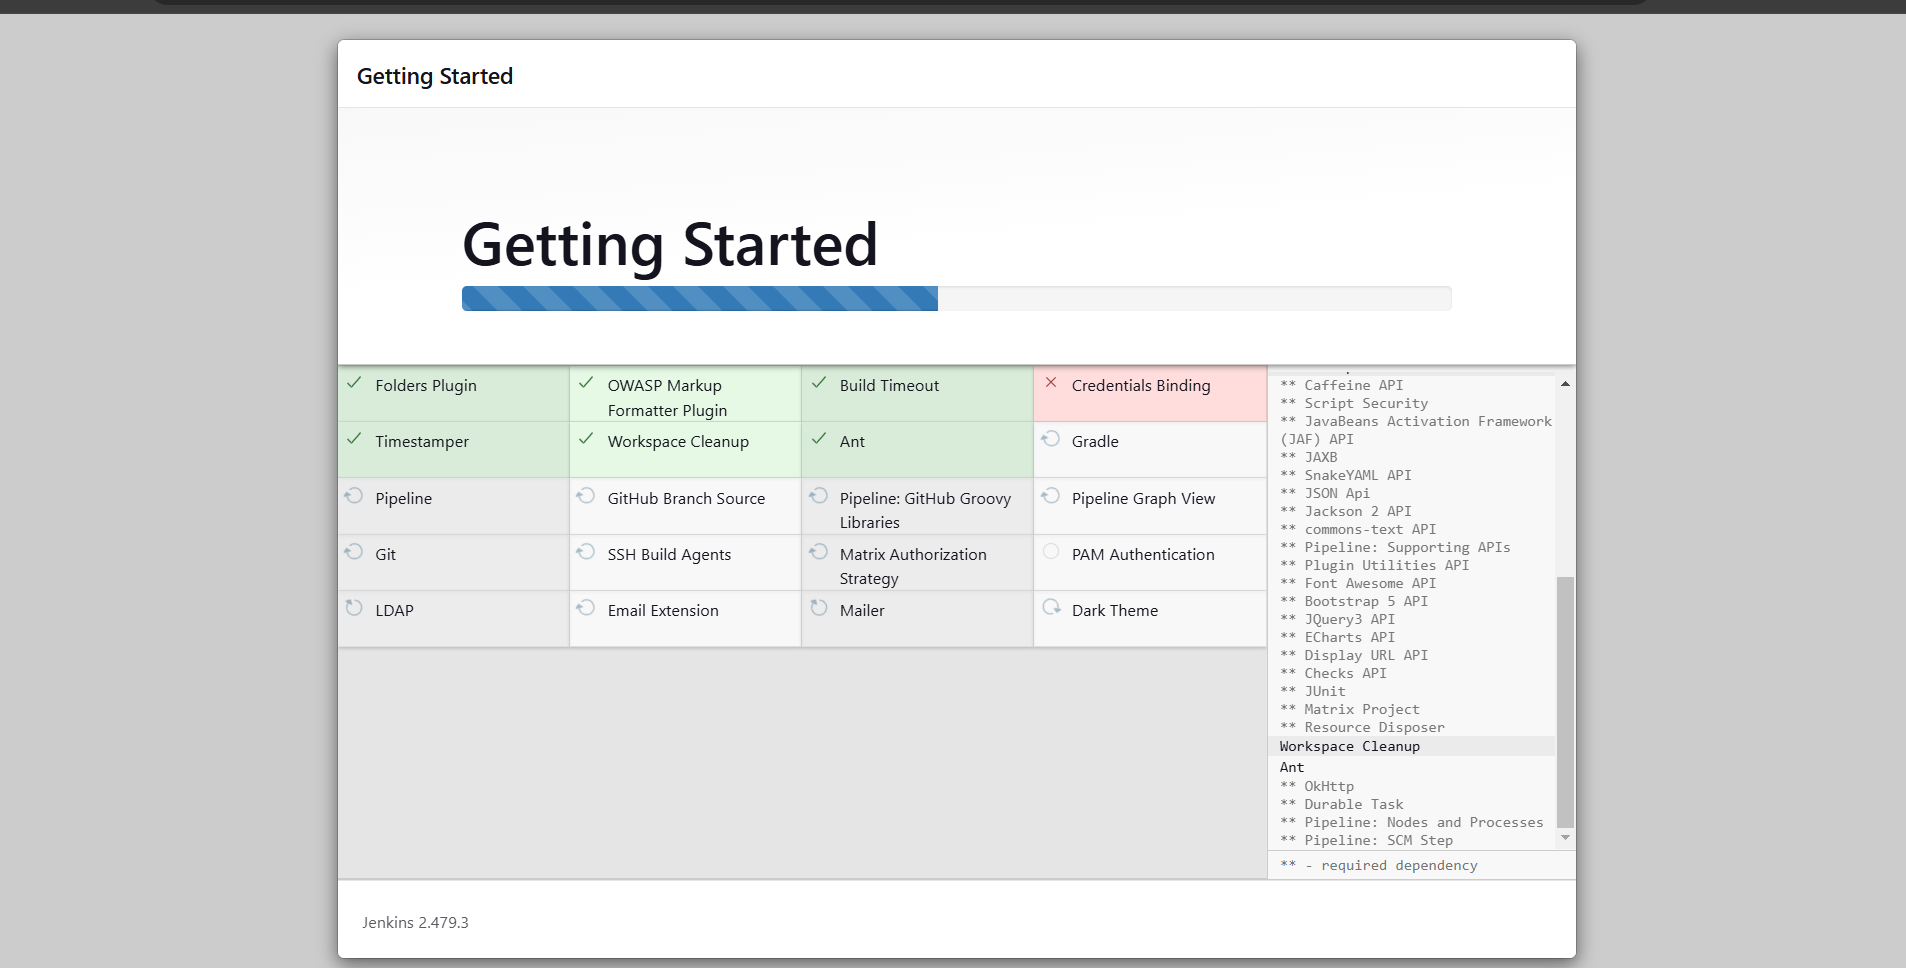 Getting Started
Getting Started
Folders Plugin
OWASP Markup
Formatter Plugin
Build Timeout
Credentials Binding
Timestamper
Workspace Cleanup
Ant
Gradle
Pipeline
GitHub Branch Source
Pipeline: GitHub Groovy
Libraries
Pipeline Graph View
Git
SSH Build Agents
Matrix Authorization
Strategy
PAM Authentication
LDAP
Email Extension
Mailer
Dark Theme
** Caffeine API
** Script Security
** JavaBeans Activation Framework
(JAF) API
** JAXB
** SnakeYAML API
** JSON Api
** Jackson 2 API
** commons-text API
** Pipeline: Supporting APIs
** Plugin Utilities API
** Font Awesome API
** Bootstrap 5 API
** JQuery3 API
** ECharts API
** Display URL API
** Checks API
** JUnit
** Matrix Project
** Resource Disposer
Workspace Cleanup
Ant
** OkHttp
** Durable Task
** Pipeline: Nodes and Processes
** Pipeline: SCM Step
** - required dependency
Jenkins 2.479.3